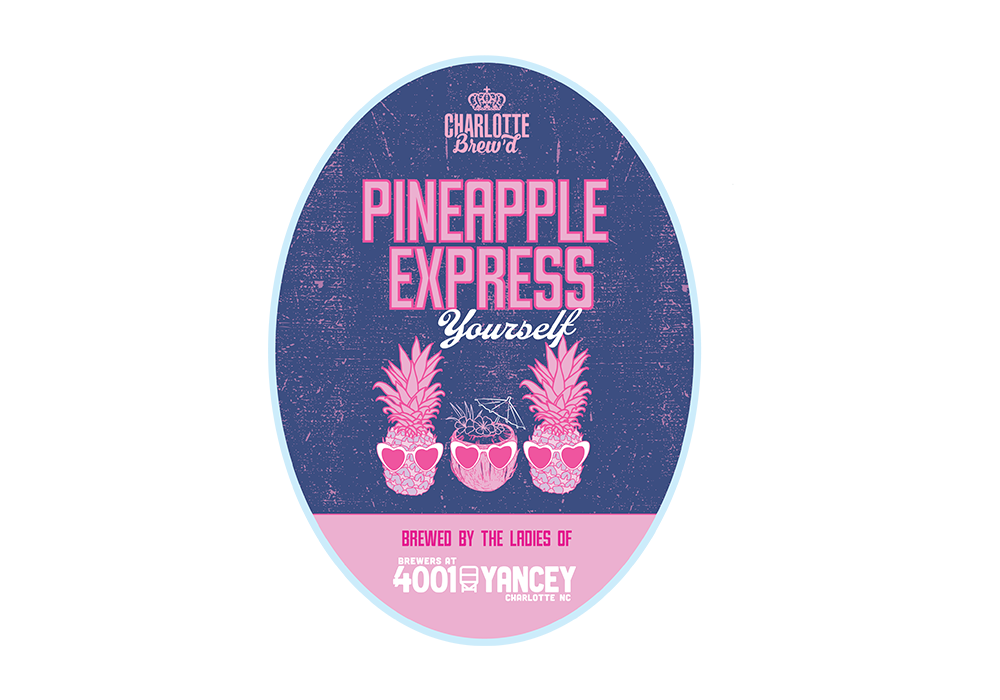 CHARLOTTE
Brew'd
PINEAPPLE
EXPRESS
Yourself
BREWED BY THE LADIES OF
BREWERS AT
4001 YANCEY
CHARLOTTE NC